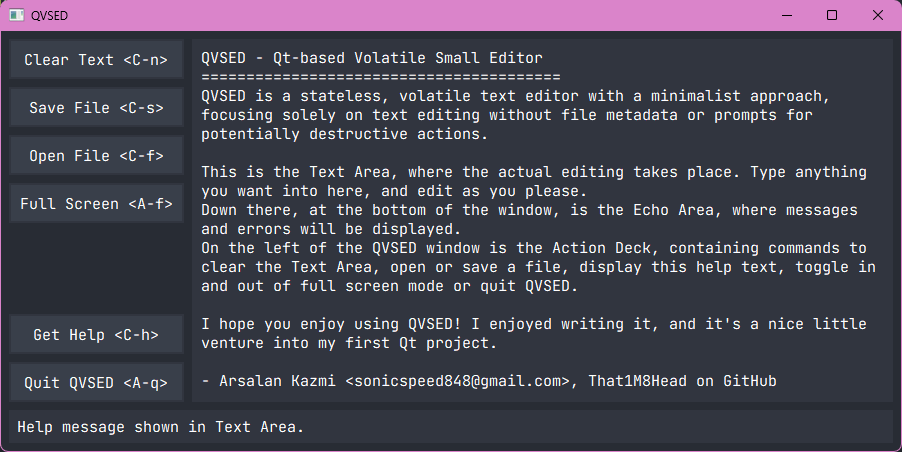 QVSED
Clear Text <C-n>
Save File <C-s>
Open File <C-f>
Full Screen <A-f>
Get Help <C-h>
Quit QVSED <A-q>
QVSED - Qt-based Volatile Small Editor
========================================
QVSED is a stateless, volatile text editor with a minimalist approach,
focusing solely on text editing without file metadata or prompts for
potentially destructive actions.
This is the Text Area, where the actual editing takes place. Type anything
you want into here, and edit as you please.
Down there, at the bottom of the window, is the Echo Area, where messages
and errors will be displayed.
On the left of the QVSED window is the Action Deck, containing commands to
clear the Text Area, open or save a file, display this help text, toggle in
and out of full screen mode or quit QVSED.
I hope you enjoy using QVSED! I enjoyed writing it, and it's a nice little
venture into my first Qt project.
- Arsalan Kazmi <sonicspeed848@gmail.com>, That1M8Head on GitHub
Help message shown in Text Area.